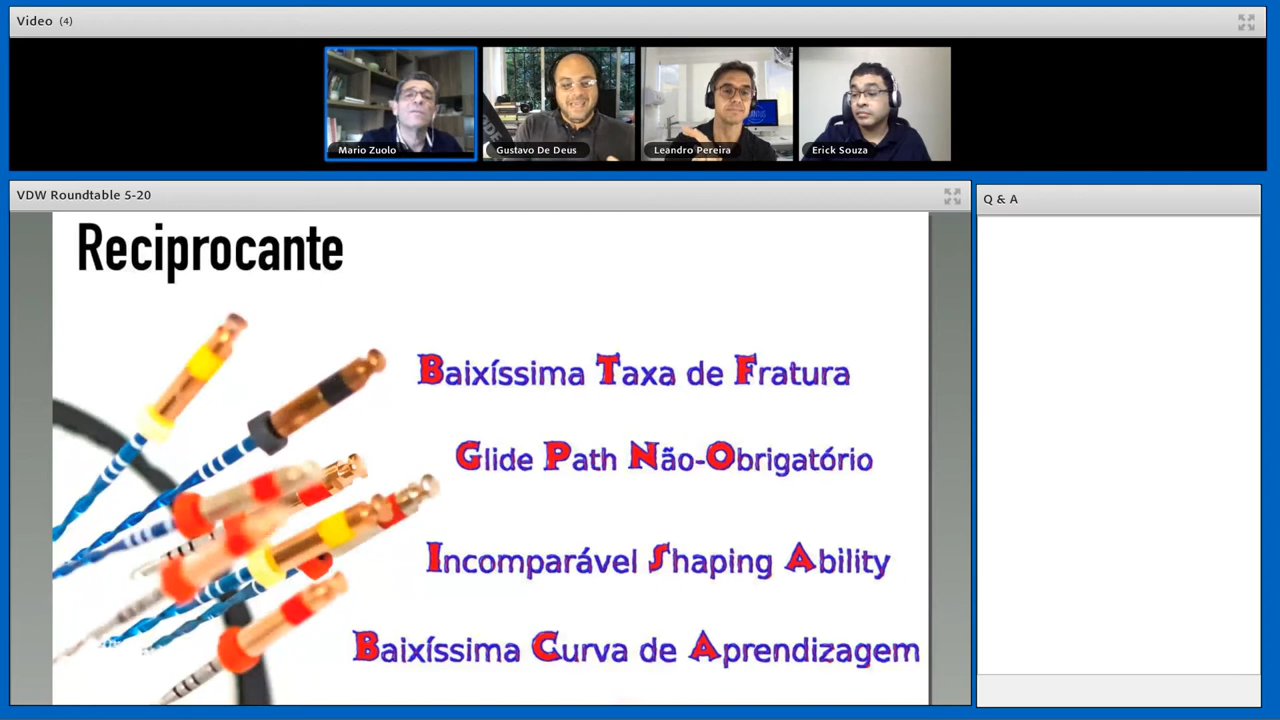 Video (4)
Mario Zuolo
Gustavo De Deus
Leandro Pereira
Erick Souza
VDW Roundtable 5-20
Q & A
Reciprocante
Baixíssima Taxa de Fratura
Glide Path Não-Obrigatório
Incomparável Shaping Ability
Baixíssima Curva de Aprendizagem